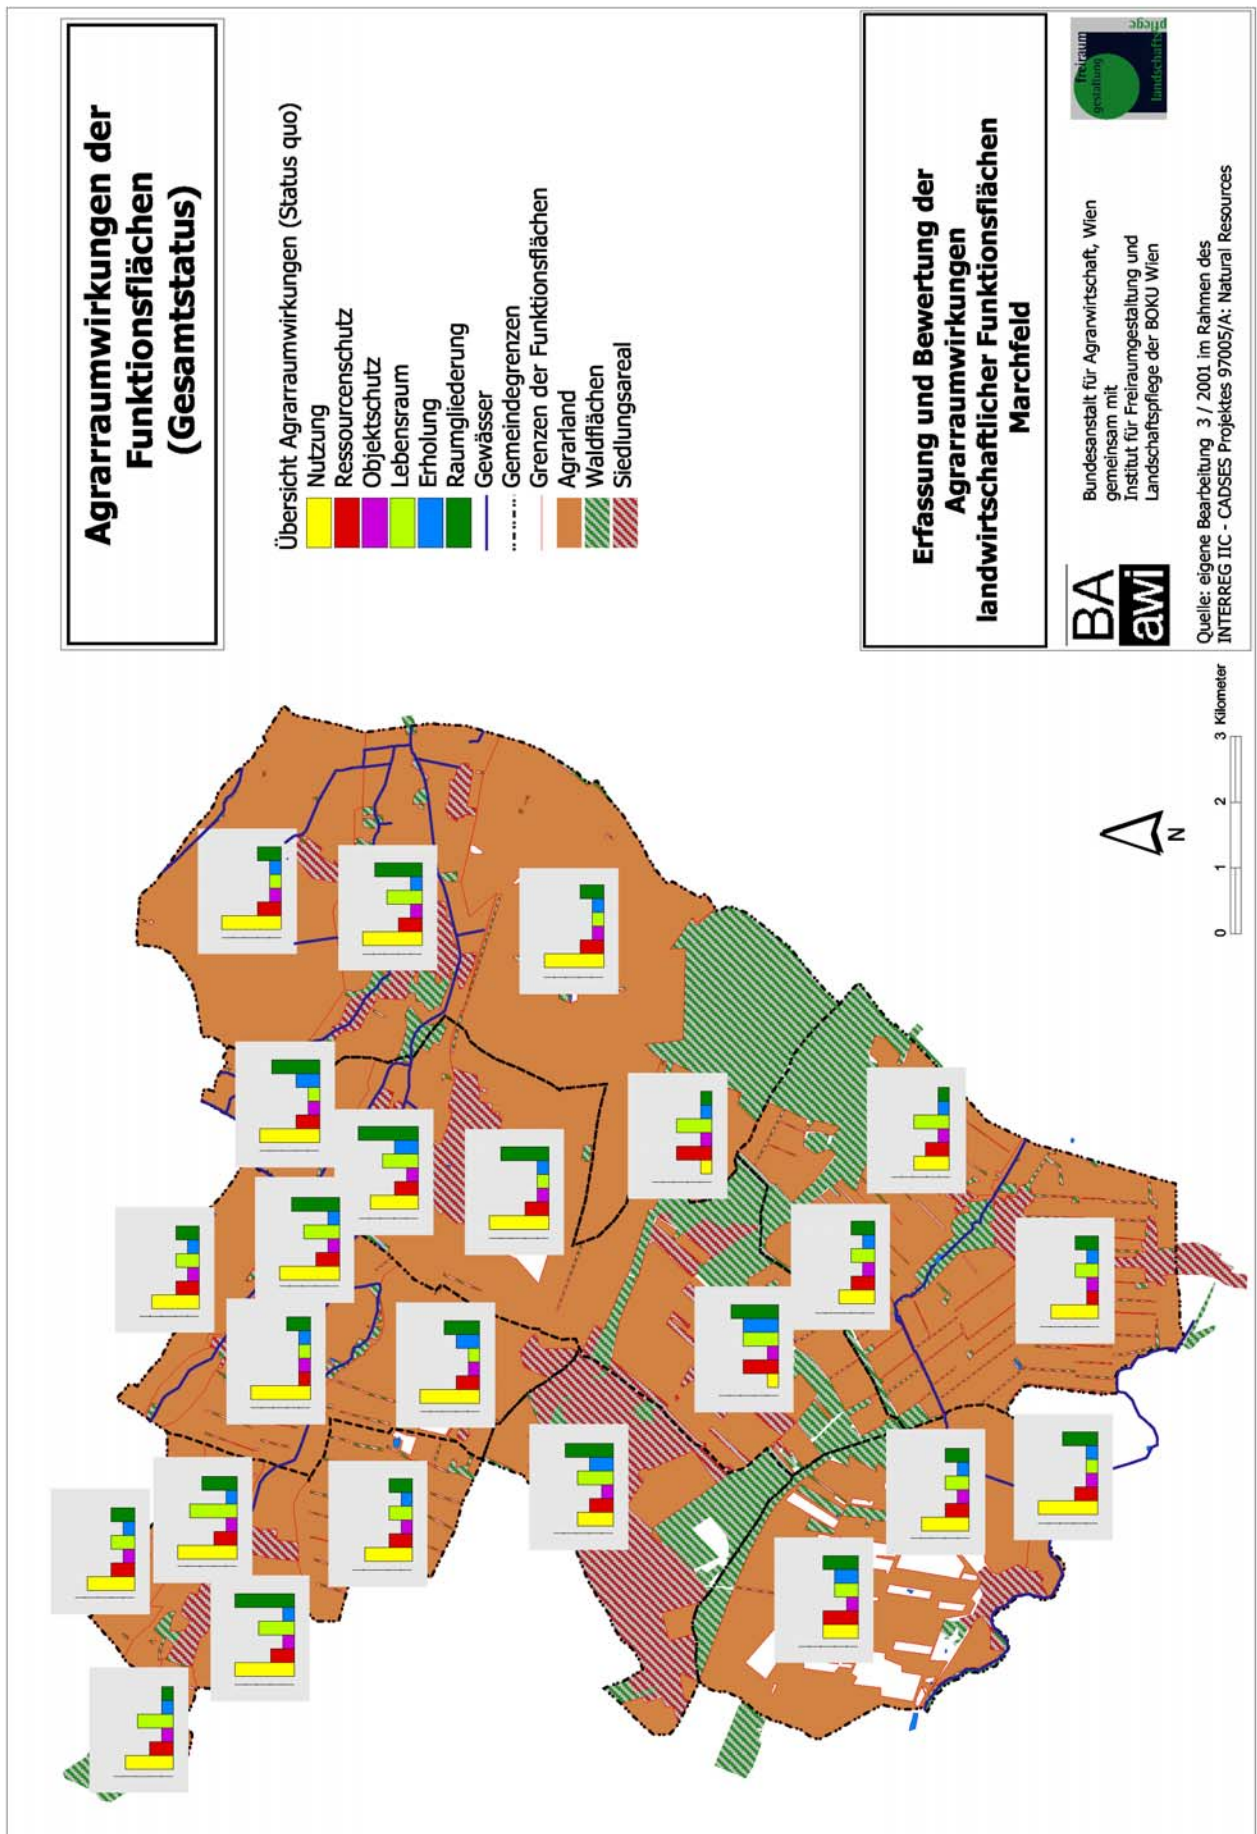 Agrarraumwirkungen der
Funktionsflächen
(Gesamtstatus)
Übersicht Agrarraumwirkungen (Status quo)
Nutzung
Ressourcenschutz
Objektschutz
Lebensraum
Erholung
Raumgliederung
Gewässer
Gemeindegrenzen
Grenzen der Funktionsflächen
Agrarland
Waldflächen
Siedlungsareal
Erfassung und Bewertung der
Agrarraumwirkungen
landwirtschaftlicher Funktionsflächen
Marchfeld
BA
awi
Bundesanstalt für Agrarwirtschaft, Wien
gemeinsam mit
Institut für Freiraumgestaltung und
Landschaftspflege der BOKU Wien
freiraum
gestaltung
landschafts
pflege
Quelle: eigene Bearbeitung 3 / 2001 im Rahmen des
INTERREG IIC - CADSES Projektes 97005/A: Natural Resources
N
0 1 2 3 Kilometer